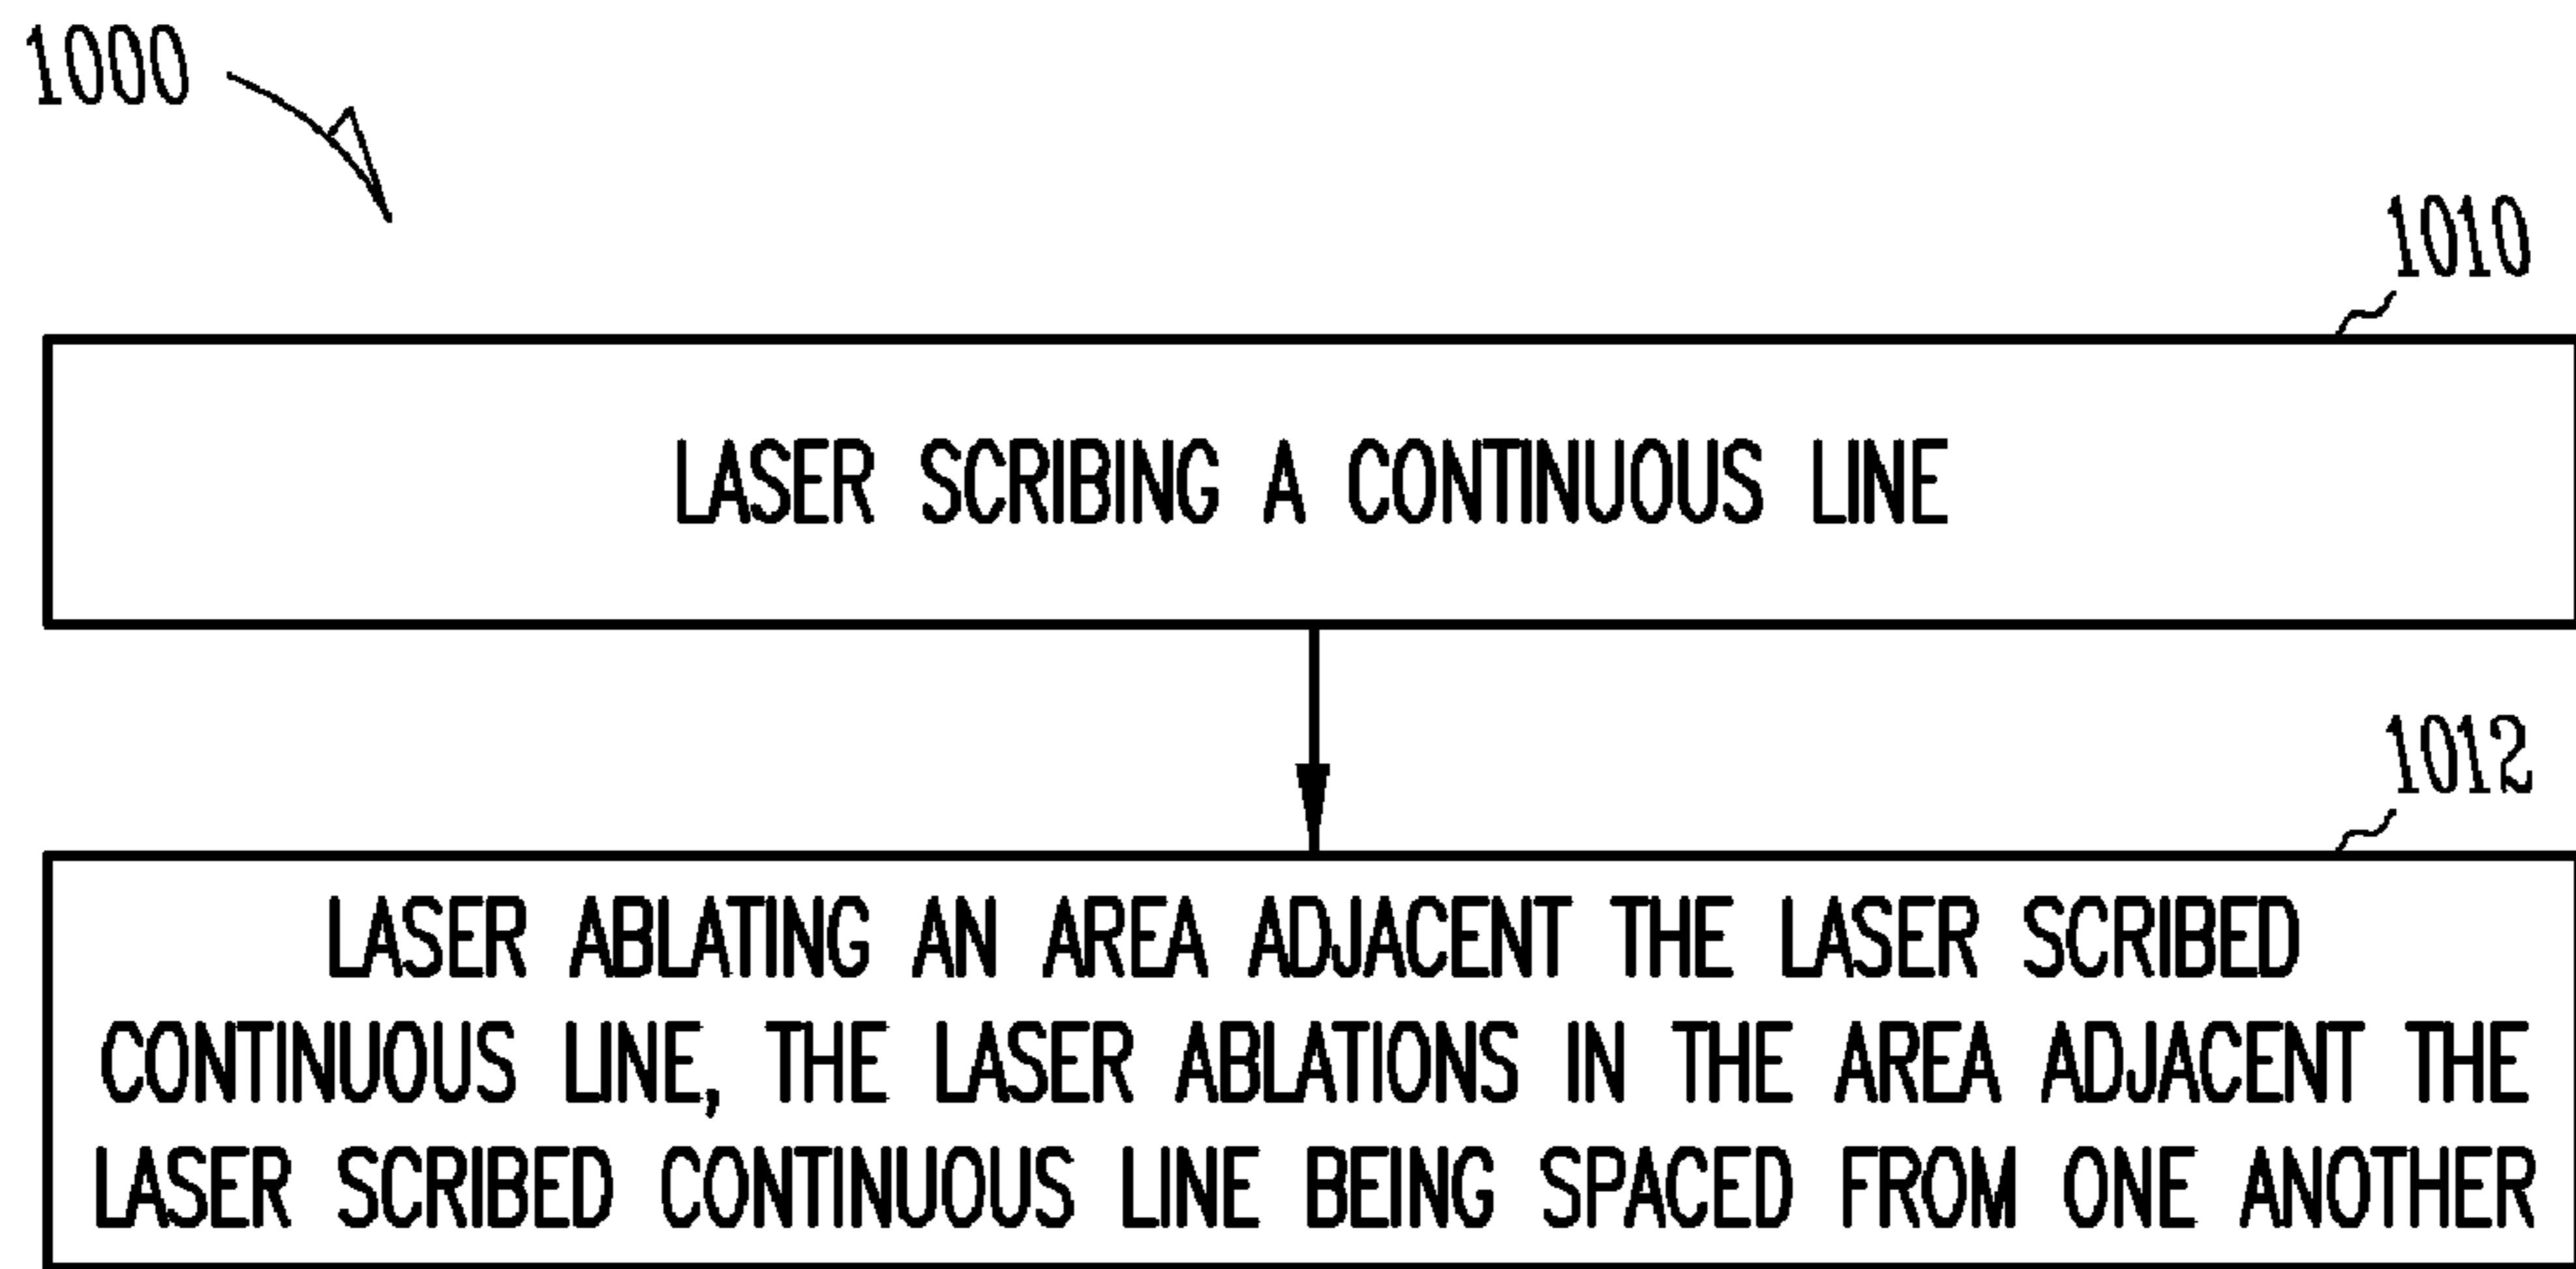 1000
1010
LASER SCRIBING A CONTINUOUS LINE
1012
LASER ABLATING AN AREA ADJACENT THE LASER SCRIBED
CONTINUOUS LINE, THE LASER ABLATIONS IN THE AREA ADJACENT THE
LASER SCRIBED CONTINUOUS LINE BEING SPACED FROM ONE ANOTHER